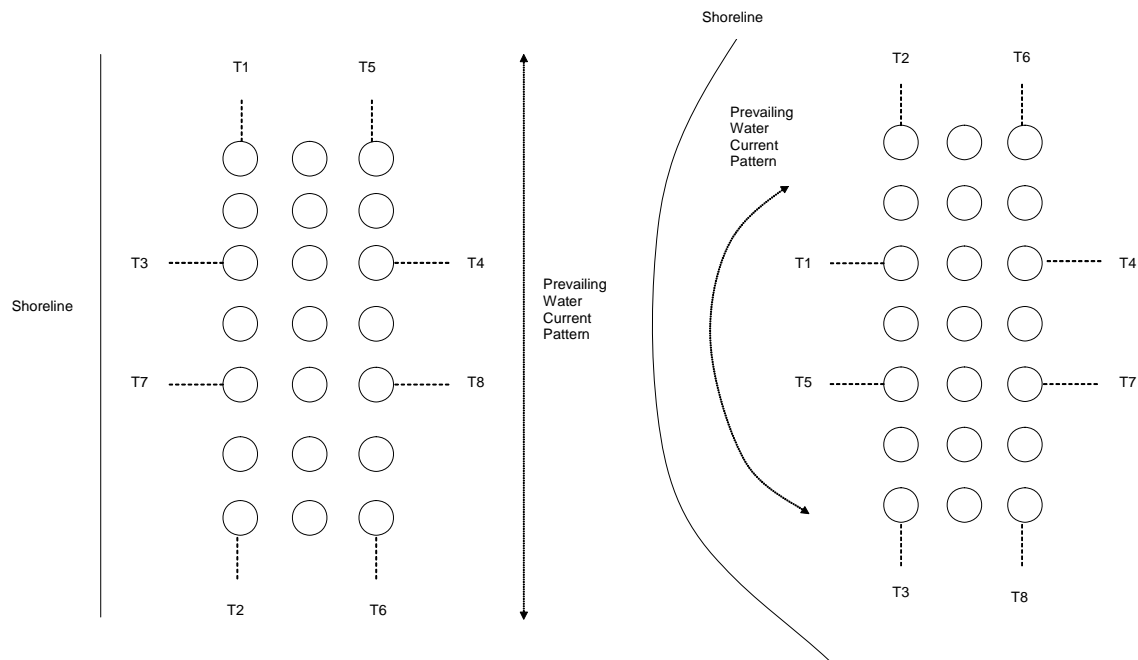 Shoreline
T1
T5
T3
T4
Shoreline
Prevailing
Water
Current
Pattern
T7
T8
T2
T6
Shoreline
T2
T6
Prevailing
Water
Current
Pattern
T1
T4
T5
T7
T3
T8